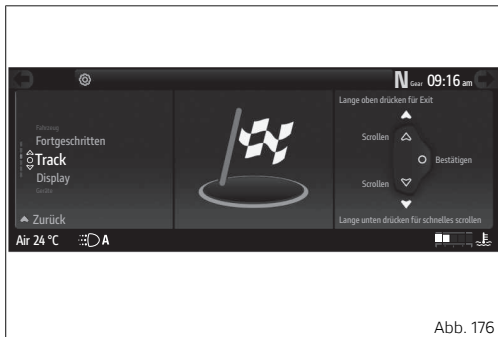 N Gear 09:16 am
Fahrzeug
Fortgeschritten
Track
Display
Geräte
Zurück
Lange oben drücken für Exit
Scrollen
Bestätigen
Scrollen
Lange unten drücken für schnelles scrollen
Air 24 °C
A
Abb. 176